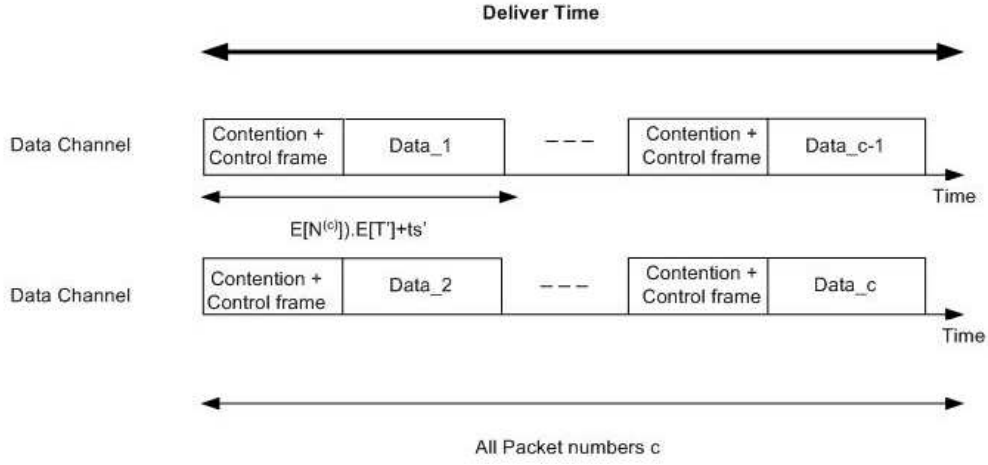 Deliver Time
Data Channel
Contention +
Control frame
Data_1
Contention +
Control frame
Data_c-1
Time
E[N^(c)]).E[T']+ts'
Data Channel
Contention +
Control frame
Data_2
Contention +
Control frame
Data_c
Time
All Packet numbers c